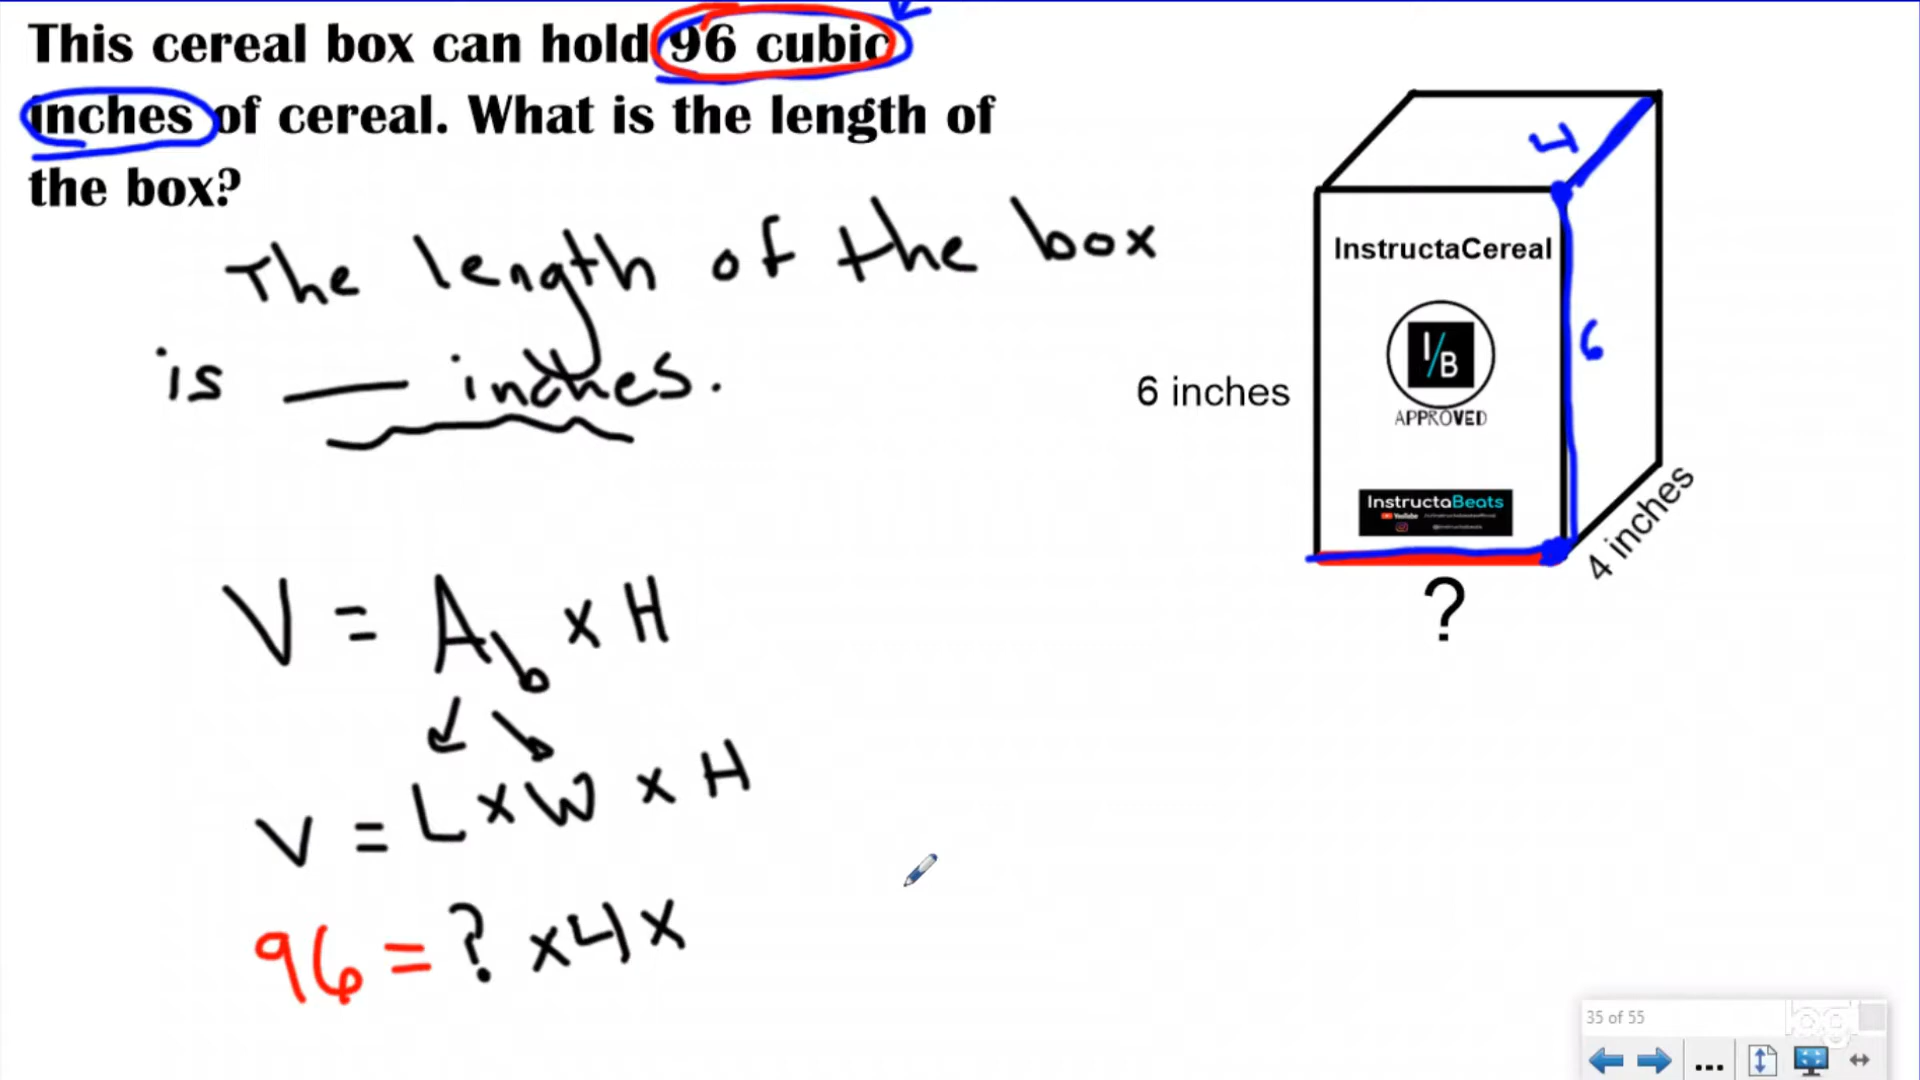 This cereal box can hold 96 cubic
inches of cereal. What is the length of
the box?
The length of the box
is ___ inches.
V = Ab x H
V = L x W x H
96 = ? x 4 x
4
InstructaCereal
6
6 inches
I/B
APPROVED
InstructaBeats
YouTube
4 inches
?
35 of 55
...